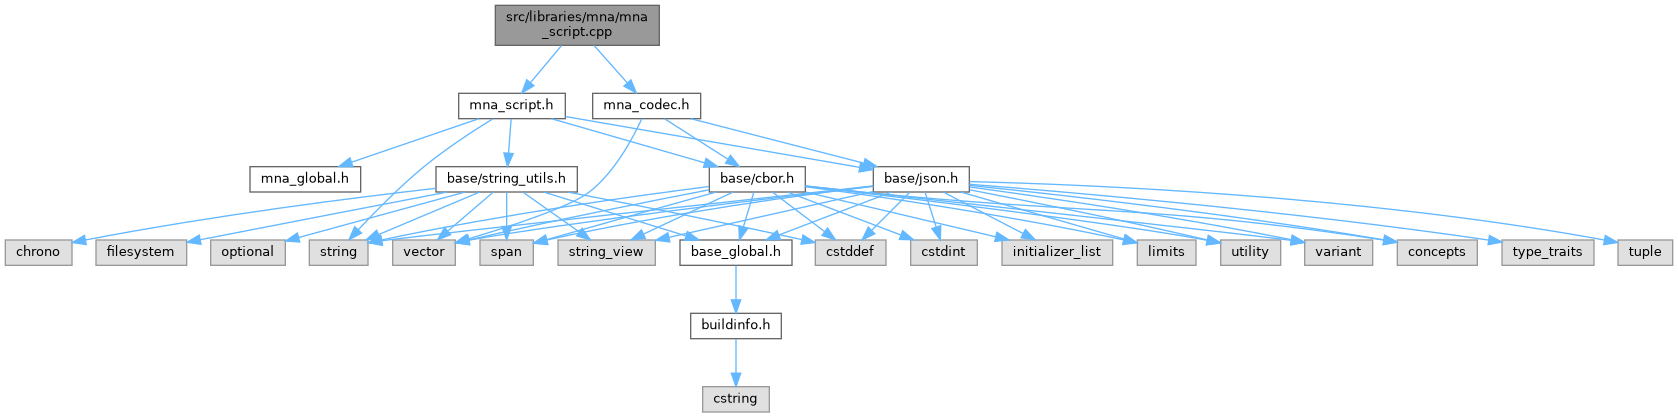 src/libraries/mna/mna
_script.cpp
mna_script.h
mna_codec.h
mna_global.h
base/string_utils.h
base/cbor.h
base/json.h
chrono
filesystem
optional
string
vector
span
string_view
base_global.h
cstddef
cstdint
initializer_list
limits
utility
variant
concepts
type_traits
tuple
buildinfo.h
cstring